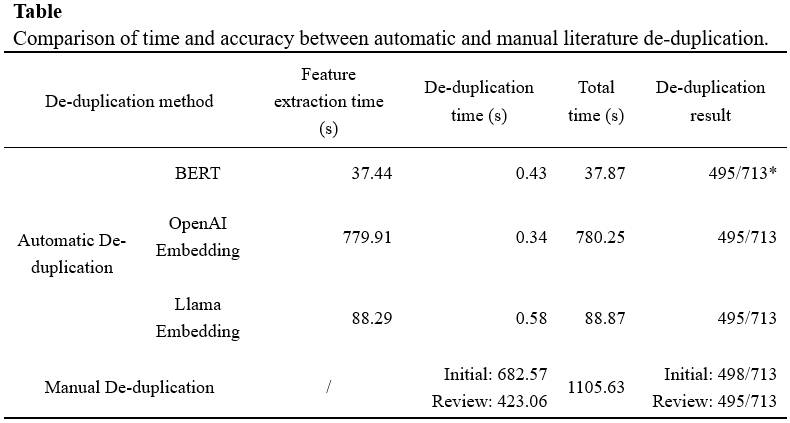 Table
Comparison of time and accuracy between automatic and manual literature de-duplication.
De-duplication method Feature extraction time (s) De-duplication time (s) Total time (s) De-duplication result
Automatic De-duplication
BERT 37.44 0.43 37.87 495/713*
OpenAI Embedding 779.91 0.34 780.25 495/713
Llama Embedding 88.29 0.58 88.87 495/713
Manual De-duplication / Initial: 682.57 Review: 423.06 1105.63 Initial: 498/713 Review: 495/713